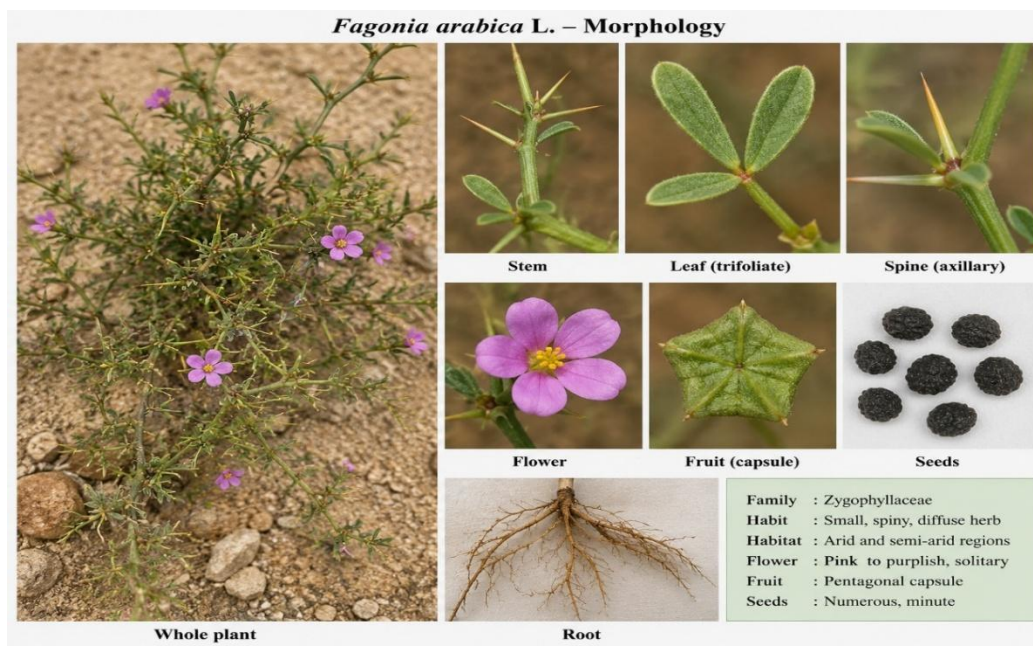 Fagonia arabica L. – Morphology
Stem
Leaf (trifoliate)
Spine (axillary)
Flower
Fruit (capsule)
Seeds
Family : Zygophyllaceae
Habit : Small, spiny, diffuse herb
Habitat : Arid and semi-arid regions
Flower : Pink to purplish, solitary
Fruit : Pentagonal capsule
Seeds : Numerous, minute
Whole plant
Root